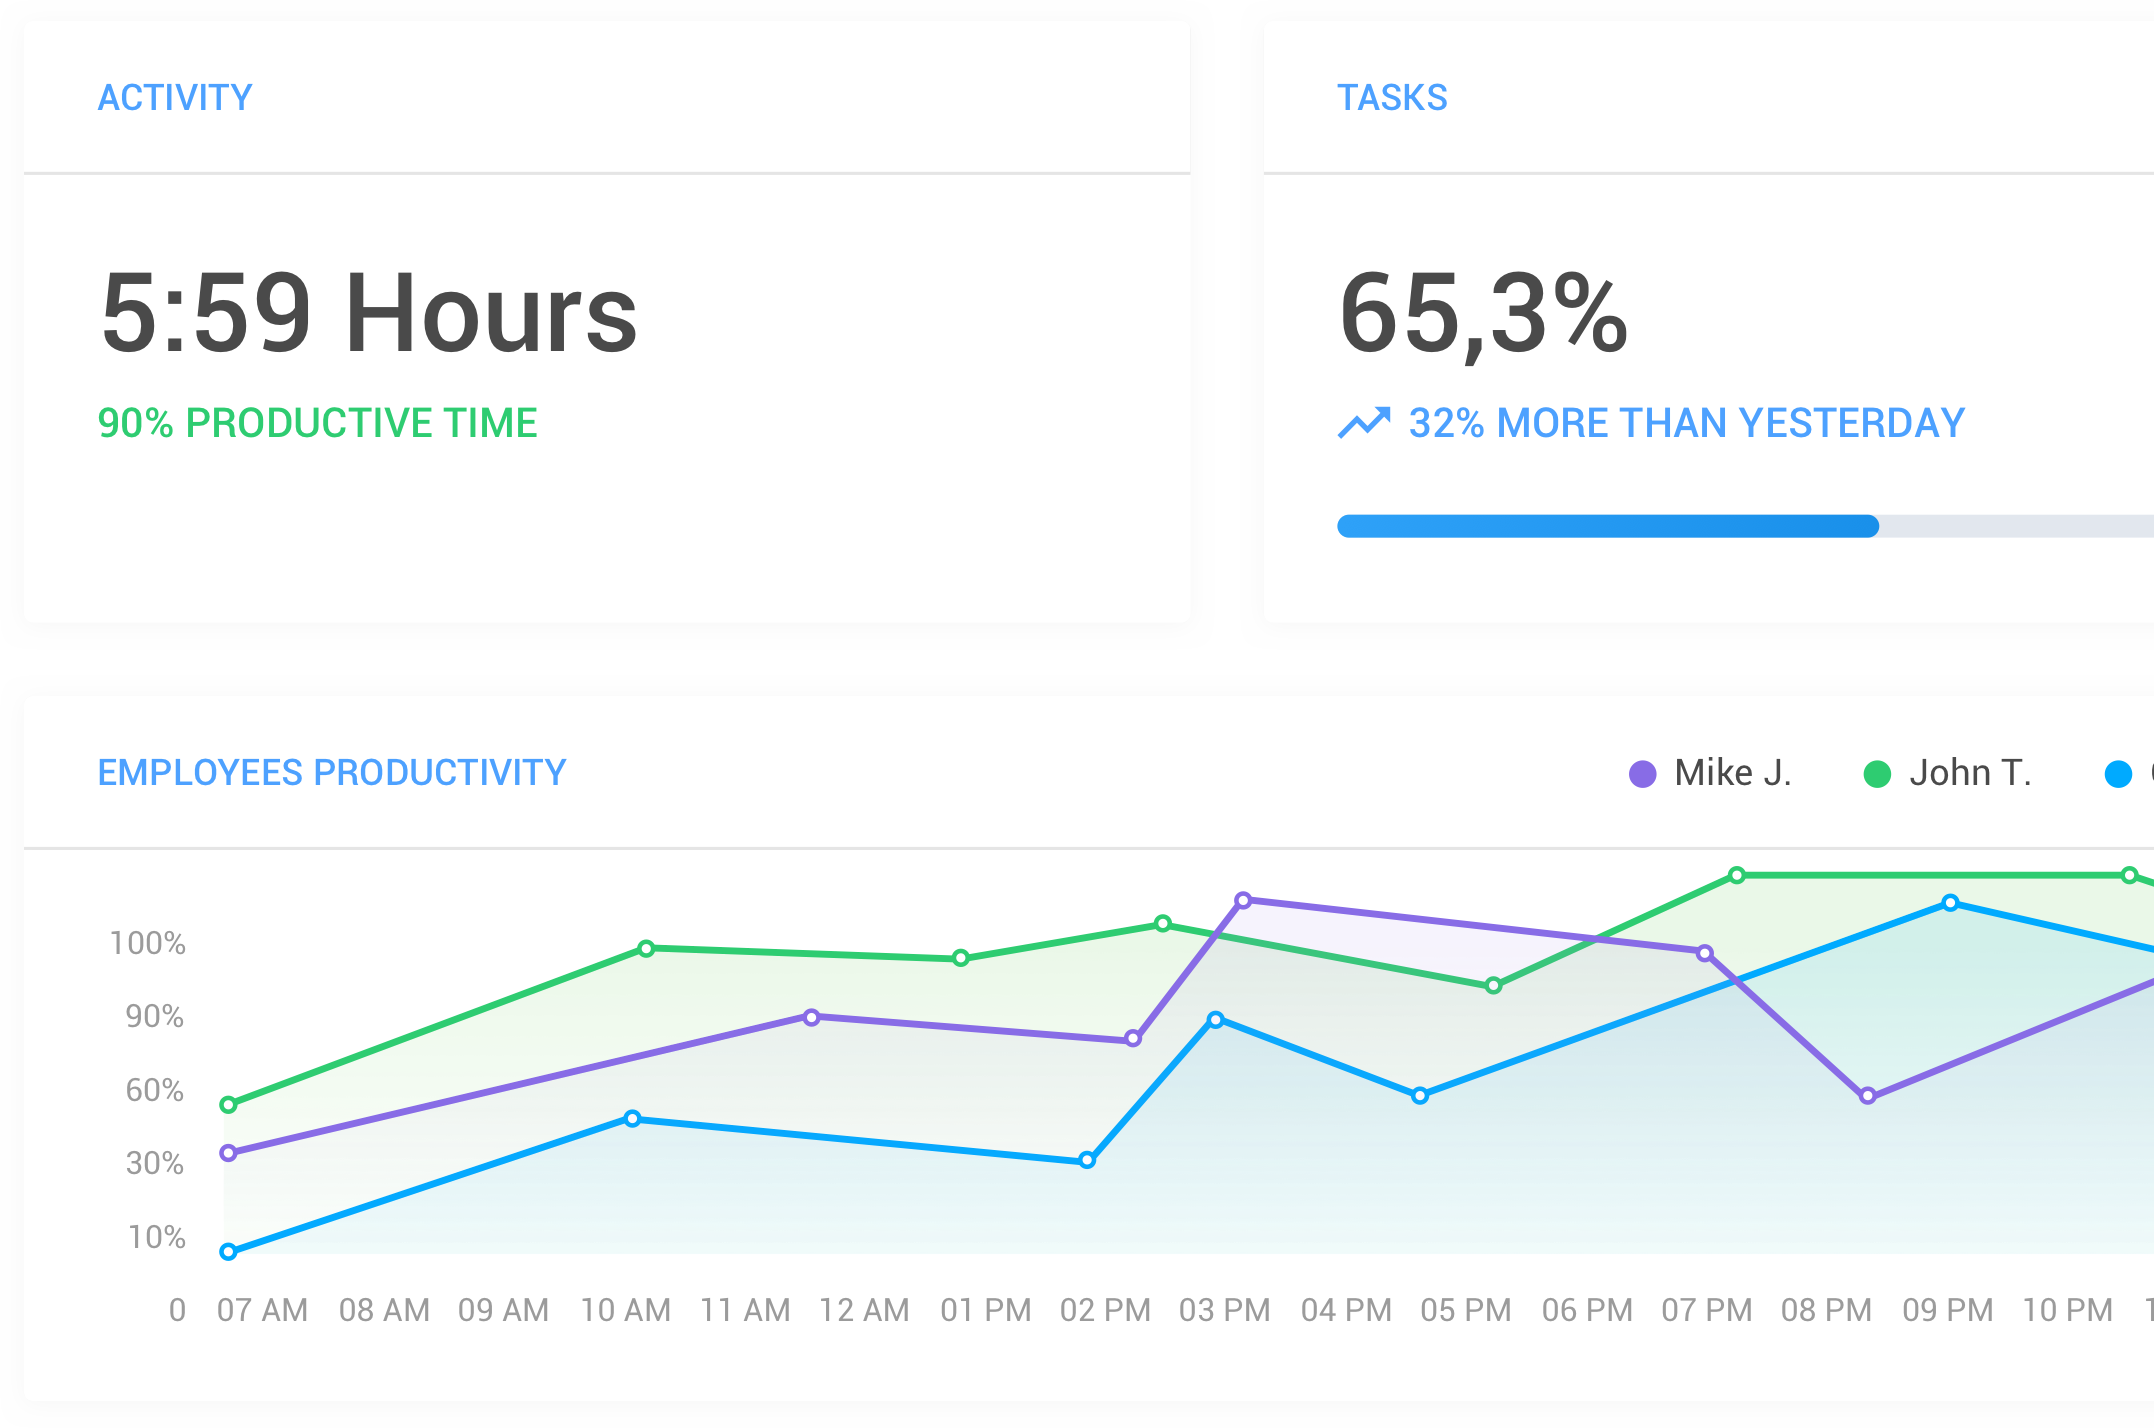 ACTIVITY
5:59 Hours
90% PRODUCTIVE TIME
TASKS
65,3%
32% MORE THAN YESTERDAY
EMPLOYEES PRODUCTIVITY
Mike J. John T.
100%
90%
60%
30%
10%
0 07 AM 08 AM 09 AM 10 AM 11 AM 12 AM 01 PM 02 PM 03 PM 04 PM 05 PM 06 PM 07 PM 08 PM 09 PM 10 PM